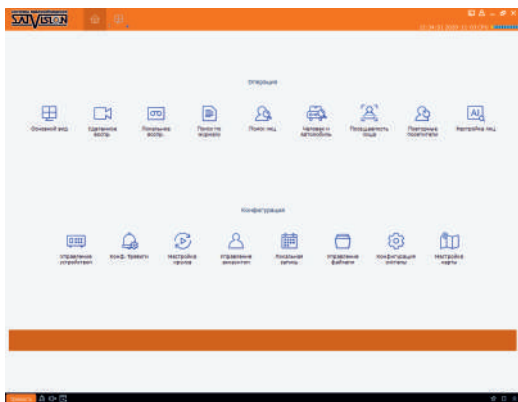 SATVISION
Операция
Основной вид
Удаленное воспр.
Локальное воспр.
Поиск по журналу
Поиск лиц
Человек и автомобиль
Посещаемость лица
Повторные посетители
Настройка лиц
Конфигурация
Управление устройством
Конф. тревоги
Настройка круиза
Управление аккаунтом
Локальная запись
Управление файлами
Конфигурация системы
Настройка карты